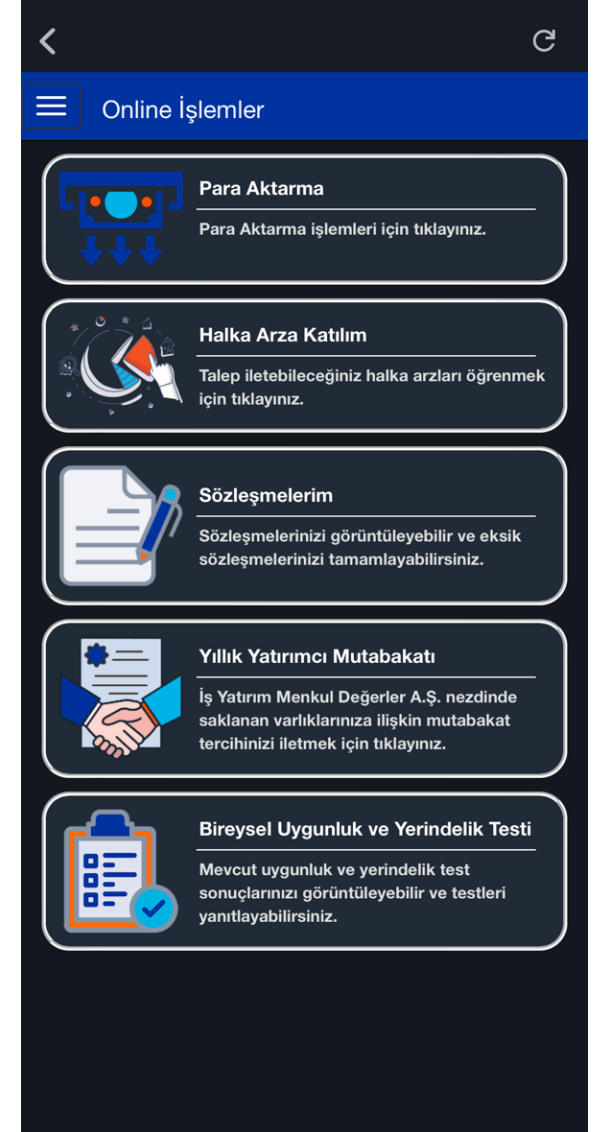 Online İşlemler
Para Aktarma
Para Aktarma işlemleri için tıklayınız.
Halka Arza Katılım
Talep iletebileceğiniz halka arzları öğrenmek
için tıklayınız.
Sözleşmelerim
Sözleşmelerinizi görüntüleyebilir ve eksik
sözleşmelerinizi tamamlayabilirsiniz.
Yıllık Yatırımcı Mutabakatı
İş Yatırım Menkul Değerler A.Ş. nezdinde
saklanan varlıklarınıza ilişkin mutabakat
tercihinizi iletmek için tıklayınız.
Bireysel Uygunluk ve Yerindelik Testi
Mevcut uygunluk ve yerindelik test
sonuçlarınızı görüntüleyebilir ve testleri
yanıtlayabilirsiniz.